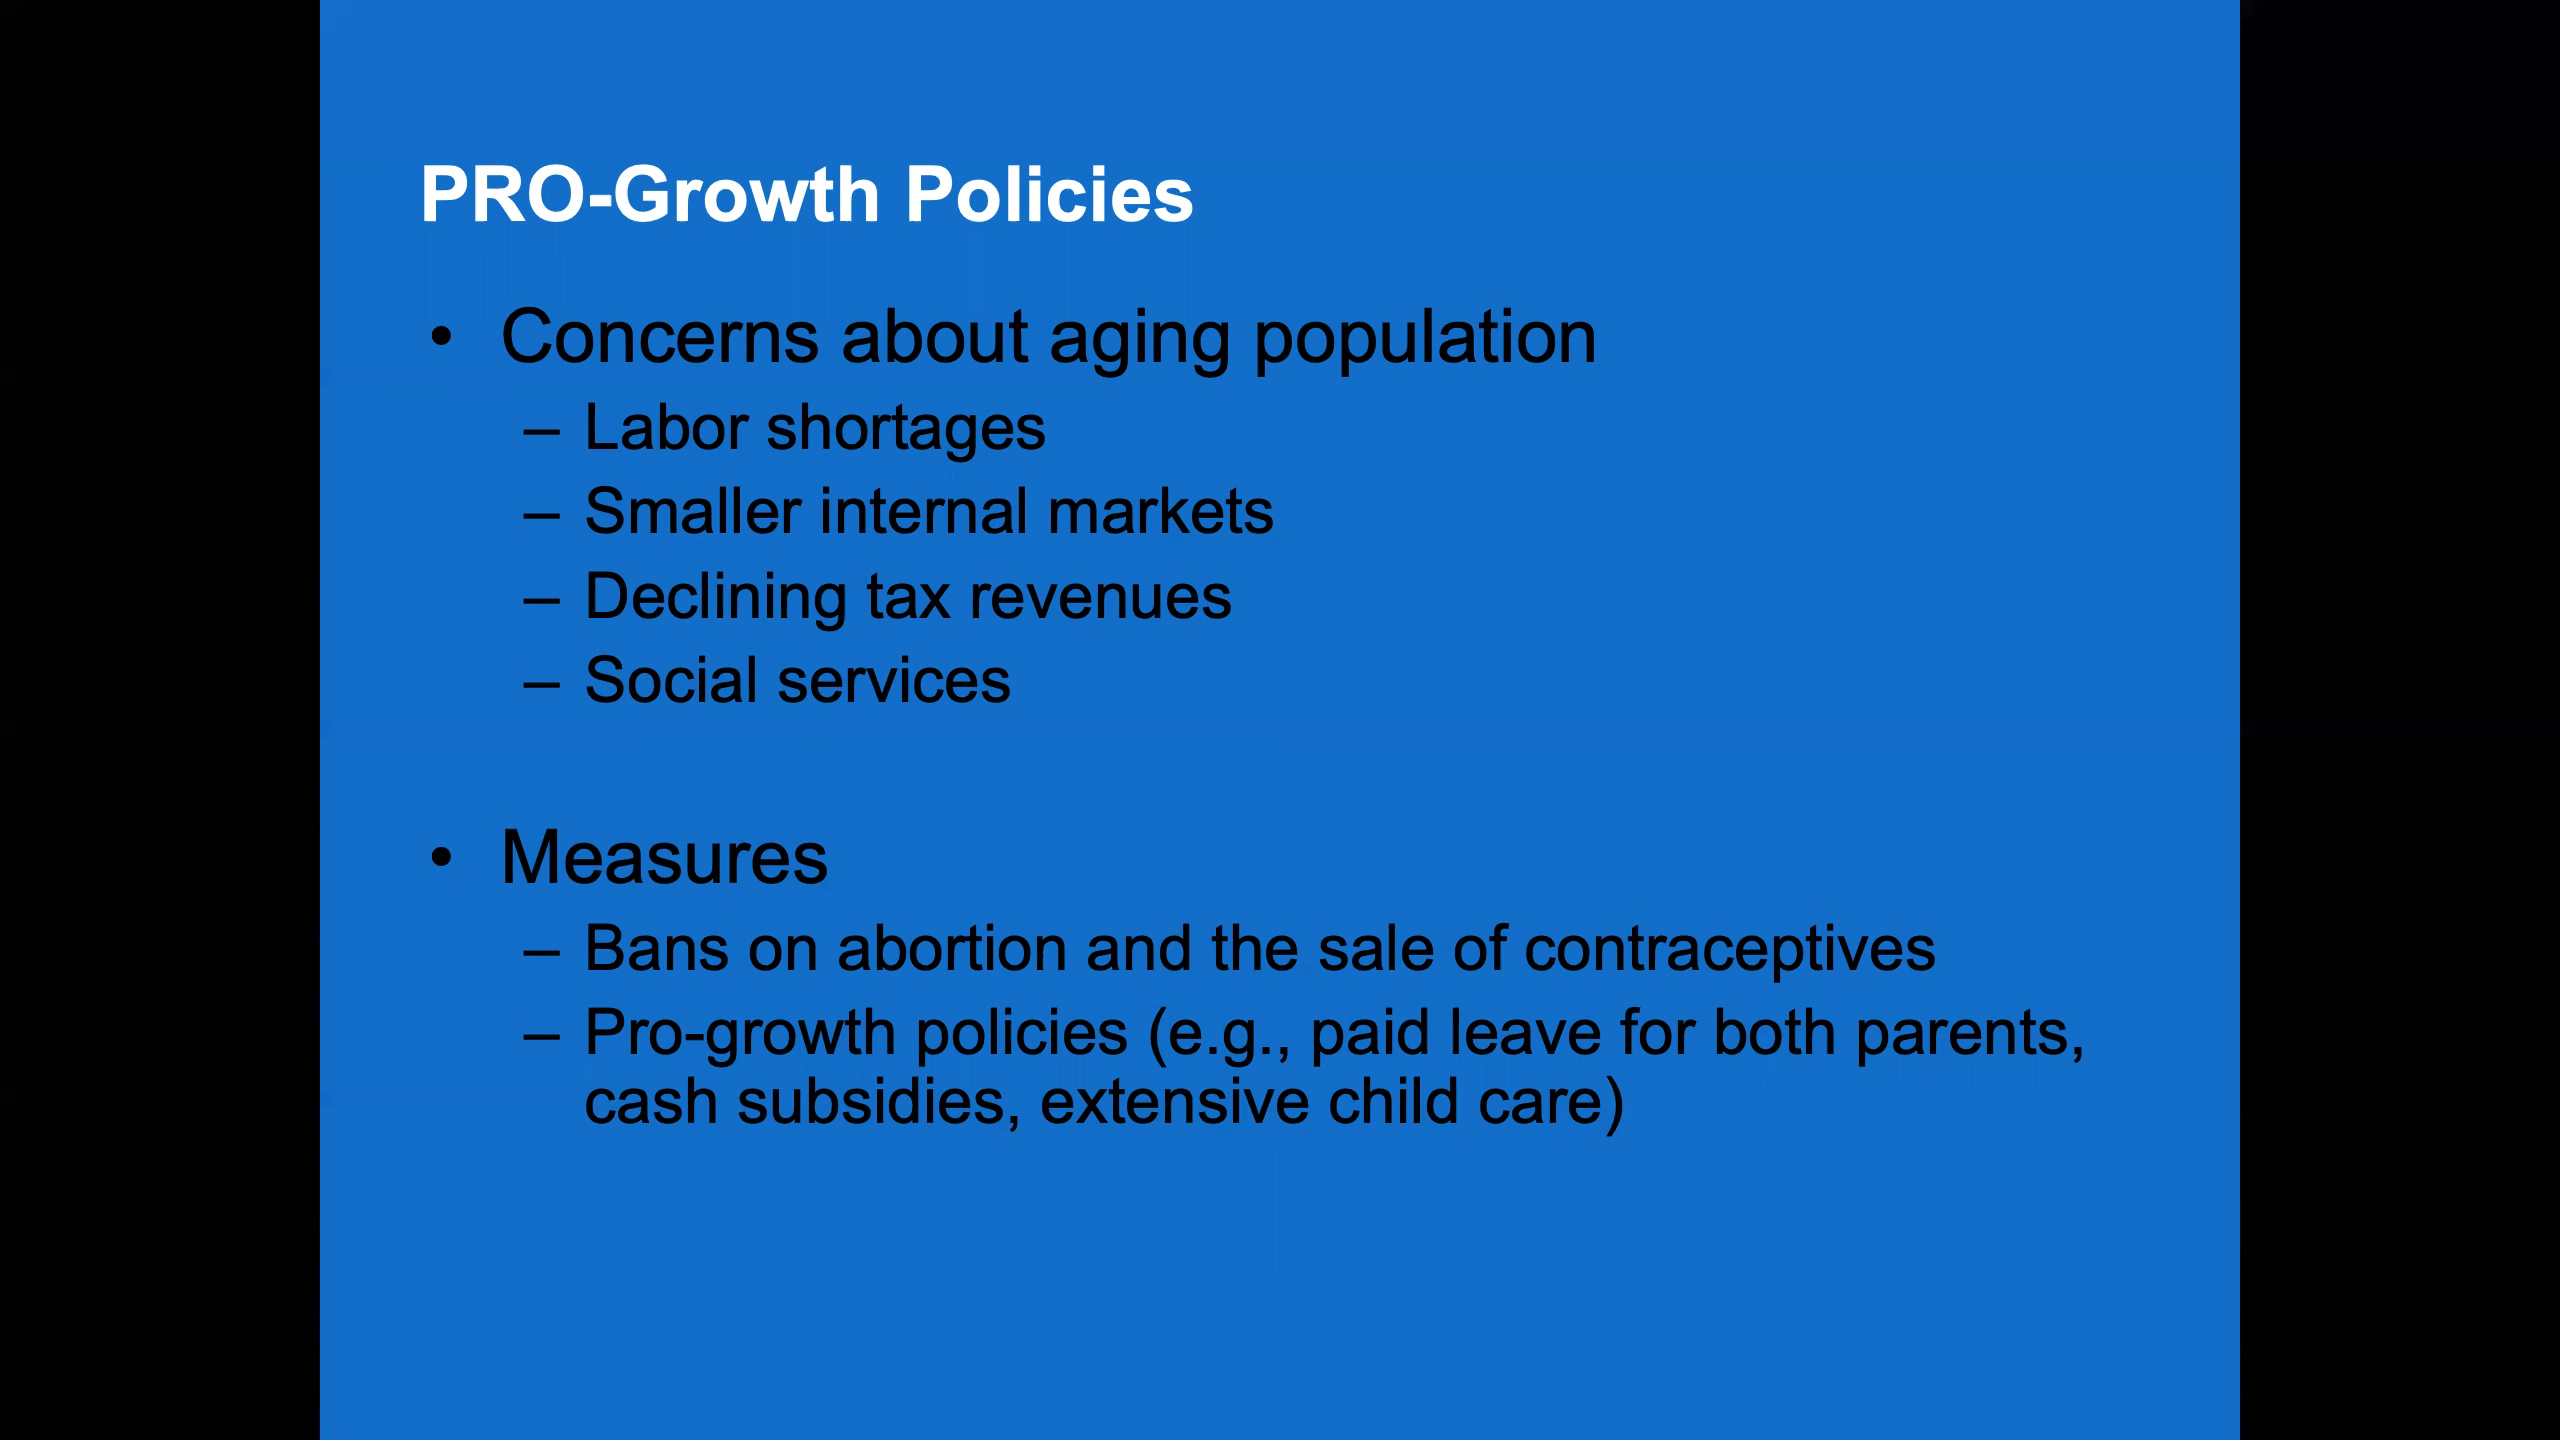 PRO-Growth Policies
• Concerns about aging population
– Labor shortages
– Smaller internal markets
– Declining tax revenues
– Social services
• Measures
– Bans on abortion and the sale of contraceptives
– Pro-growth policies (e.g., paid leave for both parents,
cash subsidies, extensive child care)